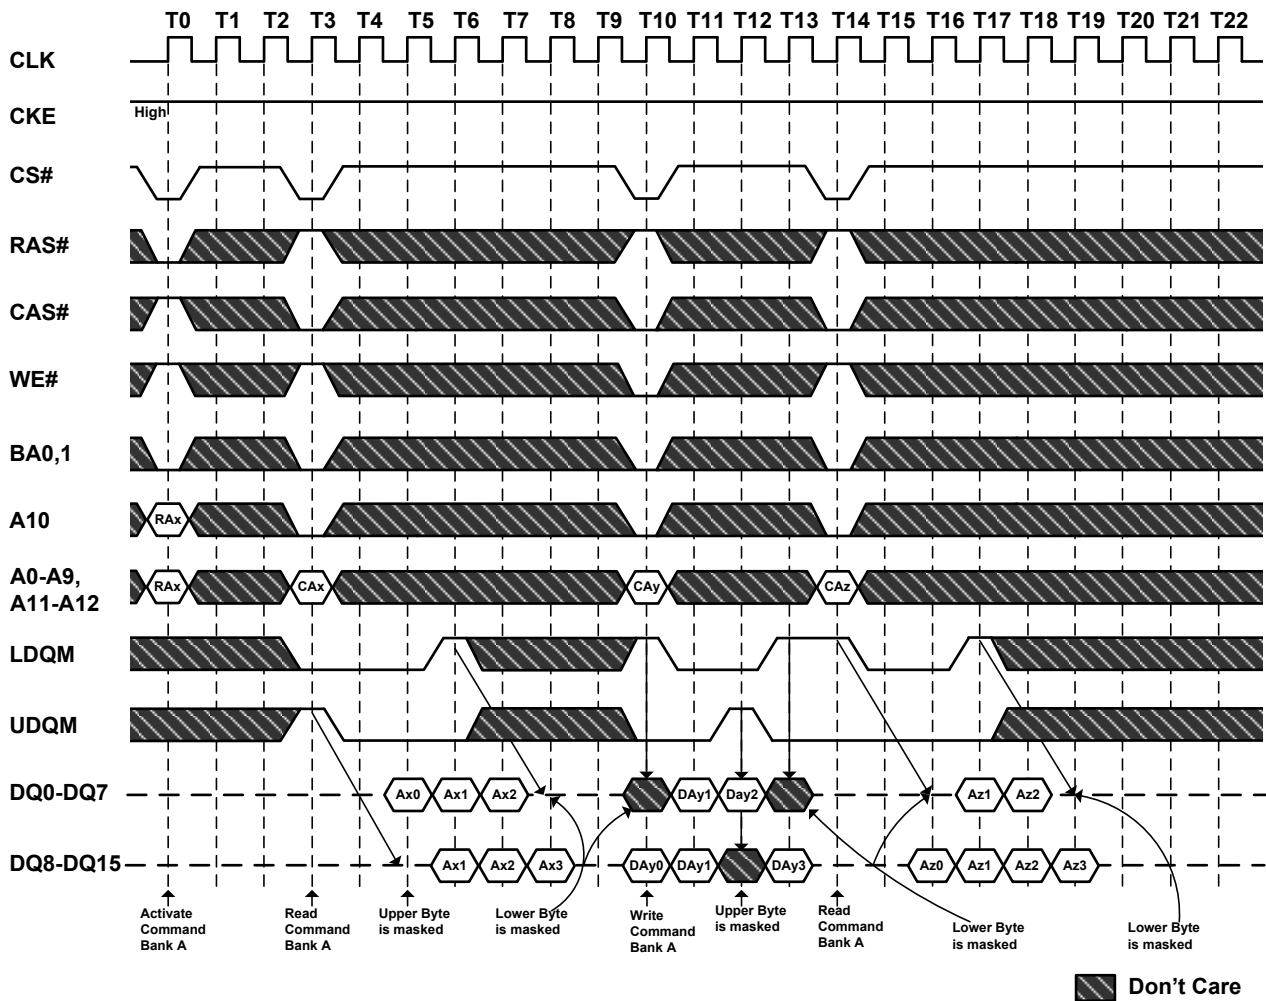 T0 T1 T2 T3 T4 T5 T6 T7 T8 T9 T10 T11 T12 T13 T14 T15 T16 T17 T18 T19 T20 T21 T22
CLK
CKE
High
CS#
RAS#
CAS#
WE#
BA0,1
A10
RAx
A0-A9,
A11-A12
RAx CAx CAy CAz
LDQM
UDQM
DQ0-DQ7
Ax0 Ax1 Ax2 DAy1 Day2 Az1 Az2
DQ8-DQ15
Ax1 Ax2 Ax3 DAy0 DAy1 DAy3 Az0 Az1 Az2 Az3
Activate
Command
Bank A
Read
Command
Bank A
Upper Byte
is masked
Lower Byte
is masked
Write
Command
Bank A
Upper Byte
is masked
Read
Command
Bank A
Lower Byte
is masked
Lower Byte
is masked
Don't Care